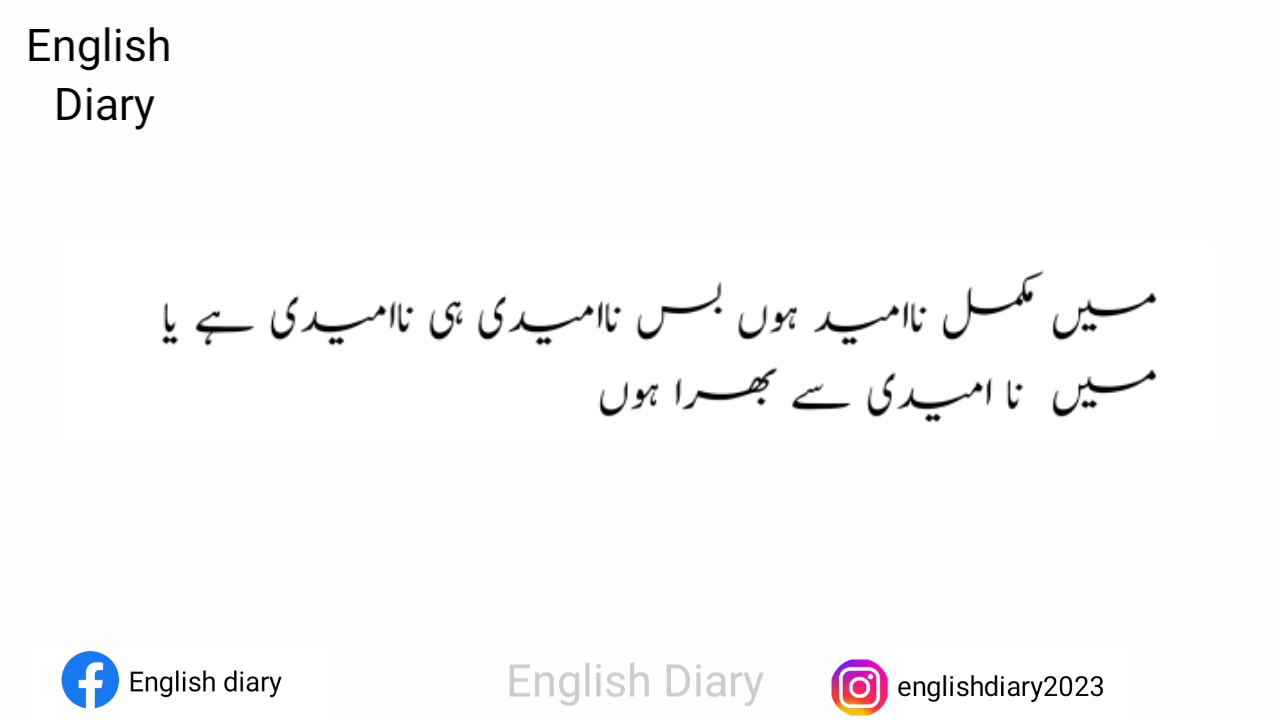 English
Diary
میں مکمل ناامید ہوں بس ناامیدی ہی ناامیدی ہے یا
میں نا امیدی سے بھرا ہوں
English diary
English Diary
englishdiary2023